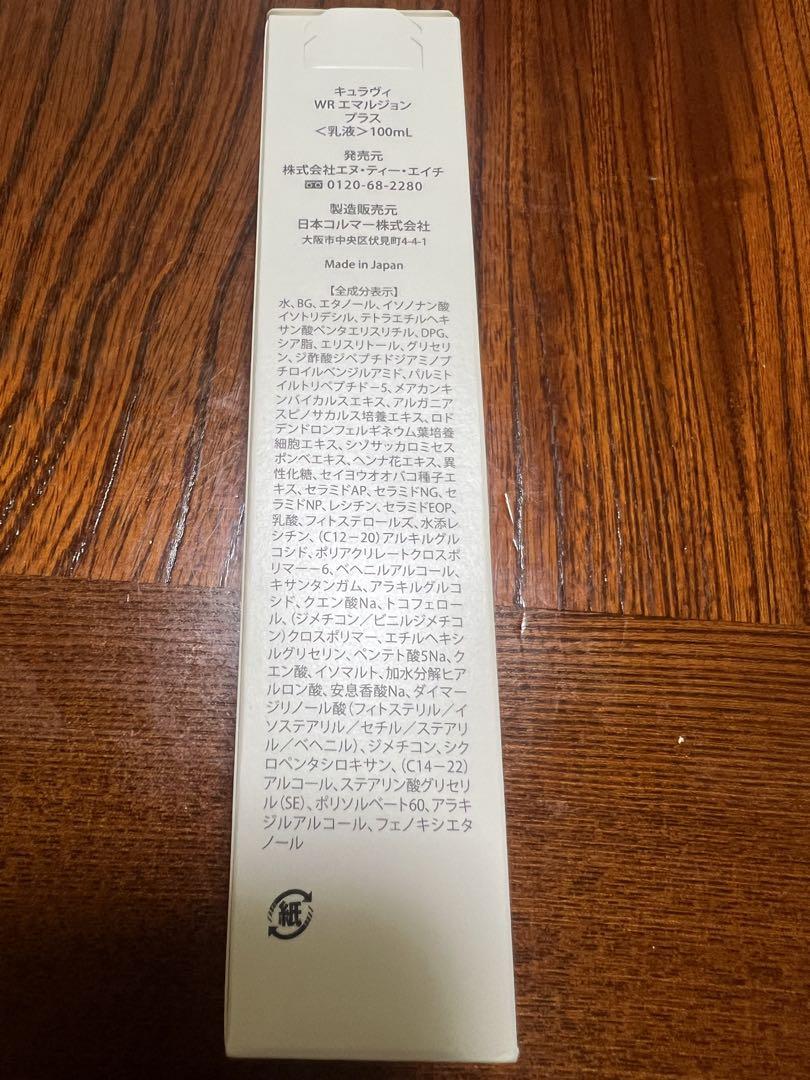 キュラヴィ
WR エマルジョン
プラス
＜乳液＞100mL
発売元
株式会社エヌ・ティー・エイチ
0120-68-2280
製造販売元
日本コルマー株式会社
大阪市中央区伏見町4-4-1
Made in Japan
【全成分表示】
水、BG、エタノール、イソノナン酸
イソトリデシル、テトラエチルヘキ
サン酸ペンタエリスリチル、DPG、
シア脂、エリスリトール、グリセリ
ン、ジ酢酸ジペプチドジアミノブ
チロイルベンジルアミド、パルミト
イルトリペプチド－5、メアカンキ
ンバイカルスエキス、アルガニア
スピノサカルス培養エキス、ロド
デンドロンフェルギネウム葉培養
細胞エキス、シゾサッカロミセス
ポンベエキス、ヘンナ花エキス、異
性化糖、セイヨウオオバコ種子エ
キス、セラミドAP、セラミドNG、セ
ラミドNP、レシチン、セラミドEOP、
乳酸、フィトステロールズ、水添レ
シチン、（C12－20）アルキルグル
コシド、ポリアクリレートクロスポ
リマー－6、ベヘニルアルコール、
キサンタンガム、アラキルグルコ
シド、クエン酸Na、トコフェロー
ル、（ジメチコン／ビニルジメチコ
ン）クロスポリマー、エチルヘキシ
ルグリセリン、ペンテト酸5Na、ク
エン酸、イソマルト、加水分解ヒア
ルロン酸、安息香酸Na、ダイマー
ジリノール酸（フィトステリル／イ
ソステアリル／セチル／ステアリ
ル／ベヘニル）、ジメチコン、シク
ロペンタシロキサン、（C14－22）
アルコール、ステアリン酸グリセリ
ル（SE）、ポリソルベート60、アラキ
ジルアルコール、フェノキシエタ
ノール
紙